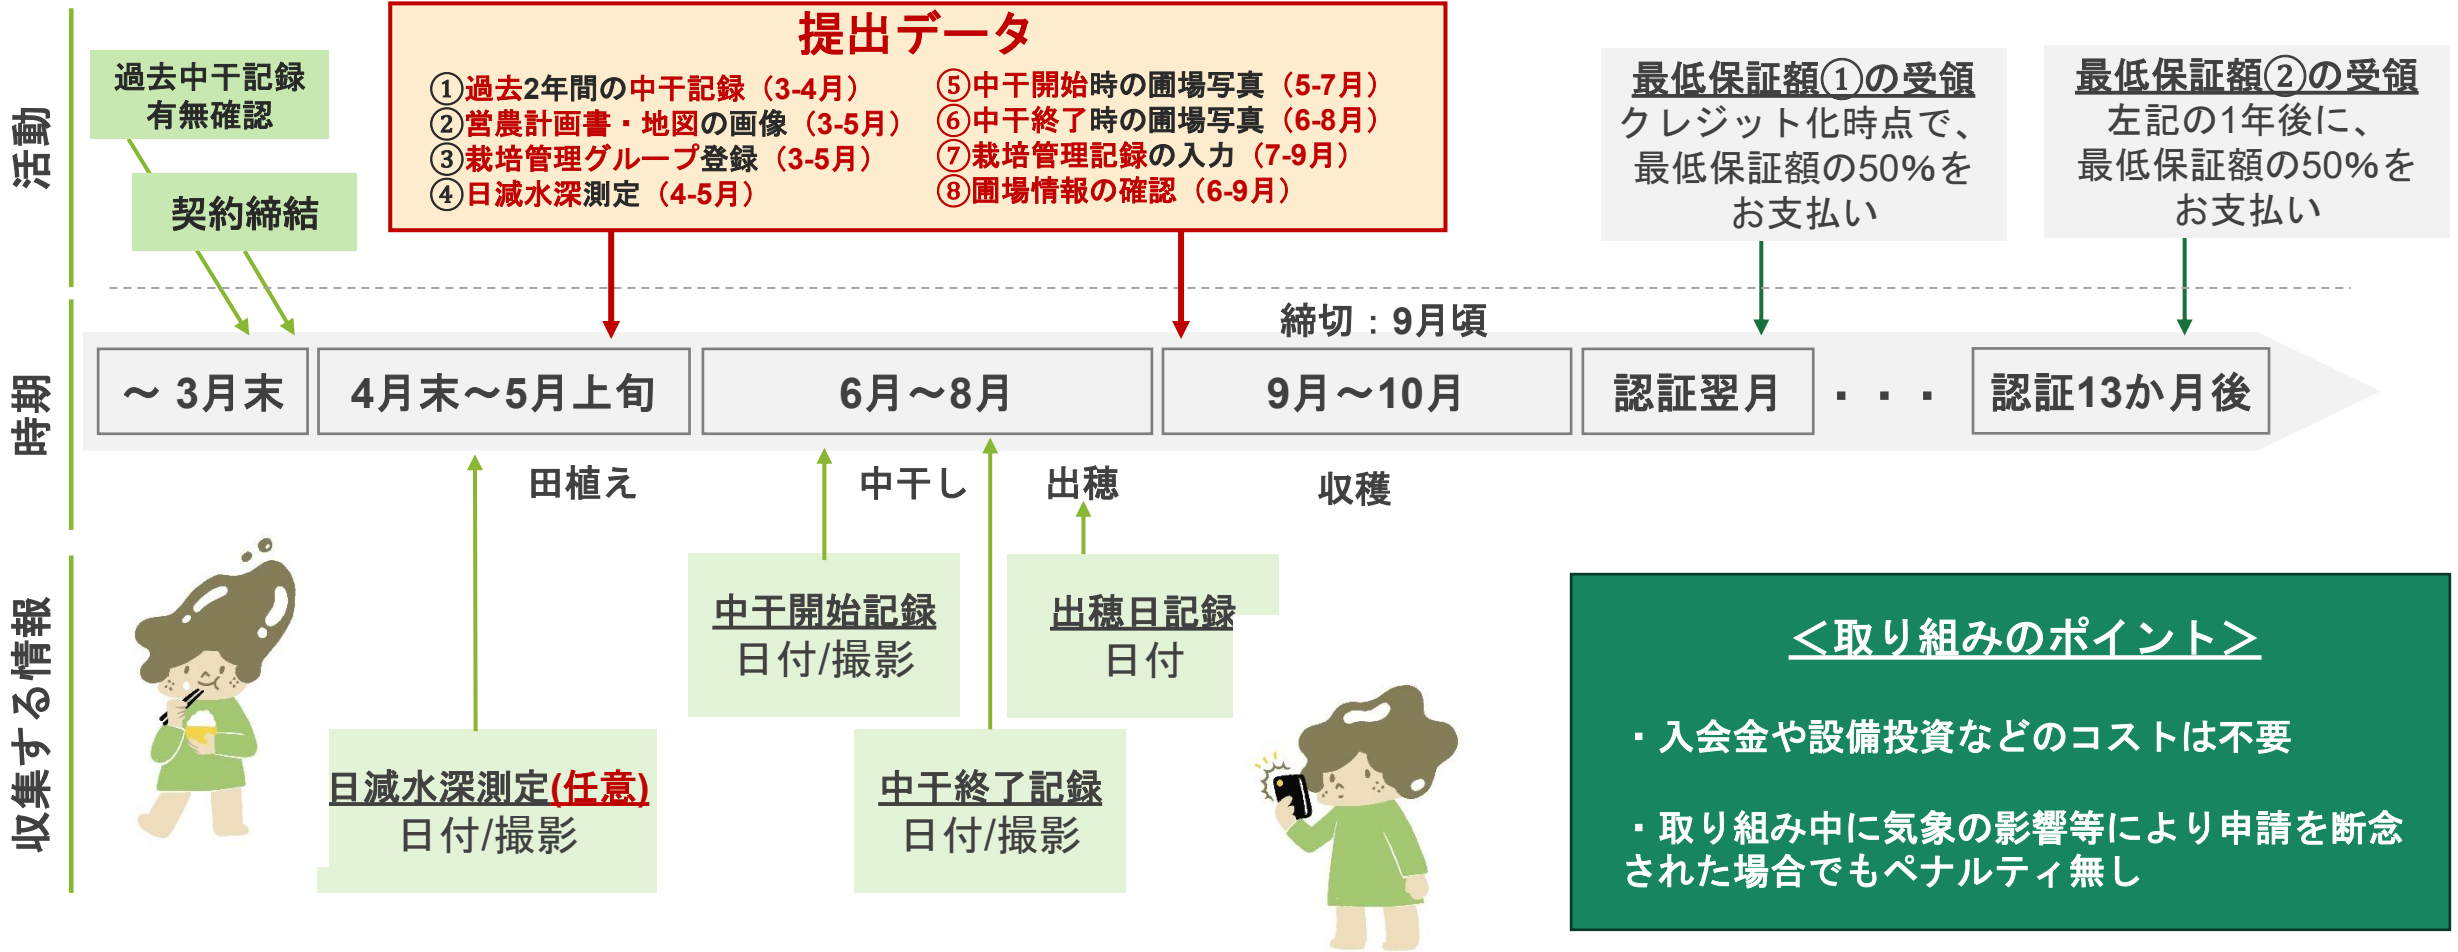 活動
過去中干記録
有無確認
契約締結
提出データ
①過去2年間の中干記録（3-4月）
②営農計画書・地図の画像（3-5月）
③栽培管理グループ登録（3-5月）
④日減水深測定（4-5月）
⑤中干開始時の圃場写真（5-7月）
⑥中干終了時の圃場写真（6-8月）
⑦栽培管理記録の入力（7-9月）
⑧圃場情報の確認（6-9月）
最低保証額①の受領
クレジット化時点で、
最低保証額の50%を
お支払い
最低保証額②の受領
左記の1年後に、
最低保証額の50%を
お支払い
時期
締切：9月頃
～ 3月末
4月末～5月上旬
6月～8月
9月～10月
認証翌月
・・・
認証13か月後
田植え
中干し
出穂
収穫
収集する情報
日減水深測定(任意)
日付/撮影
中干開始記録
日付/撮影
中干終了記録
日付/撮影
出穂日記録
日付
＜取り組みのポイント＞
・入会金や設備投資などのコストは不要
・取り組み中に気象の影響等により申請を断念
された場合でもペナルティ無し